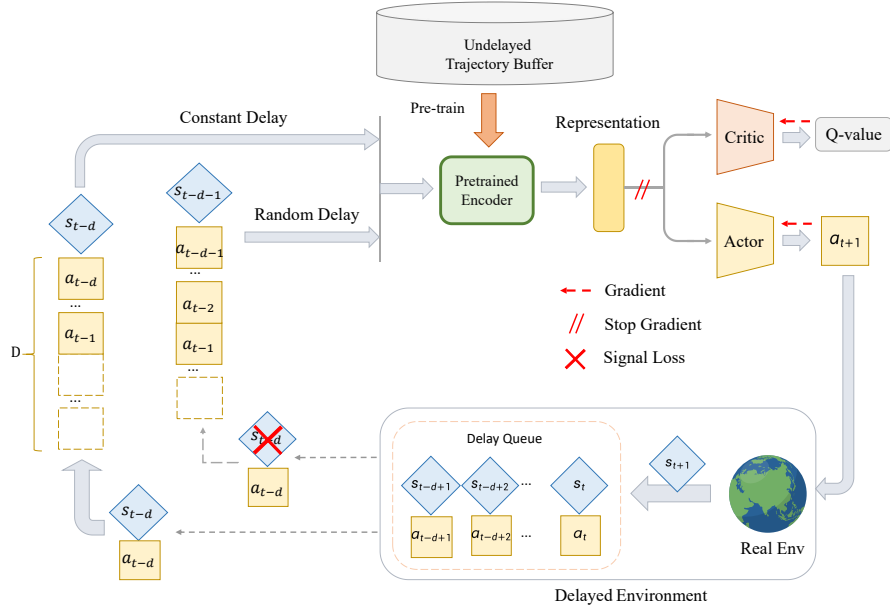 Undelayed
Trajectory Buffer
Constant Delay
Pre-train
Representation
Critic
Q-value
s_{t−d}
s_{t−d−1}
Pretrained
Encoder
Random Delay
Actor
a_{t+1}
a_{t−d}
...
a_{t−1}
...
D
a_{t−d−1}
...
a_{t−2}
a_{t−1}
...
Gradient
Stop Gradient
Signal Loss
s_{t−d}
a_{t−d}
s_{t−d}
a_{t−d}
Delay Queue
s_{t−d+1} s_{t−d+2} ... s_t
a_{t−d+1} a_{t−d+2} ... a_t
s_{t+1}
Real Env
Delayed Environment